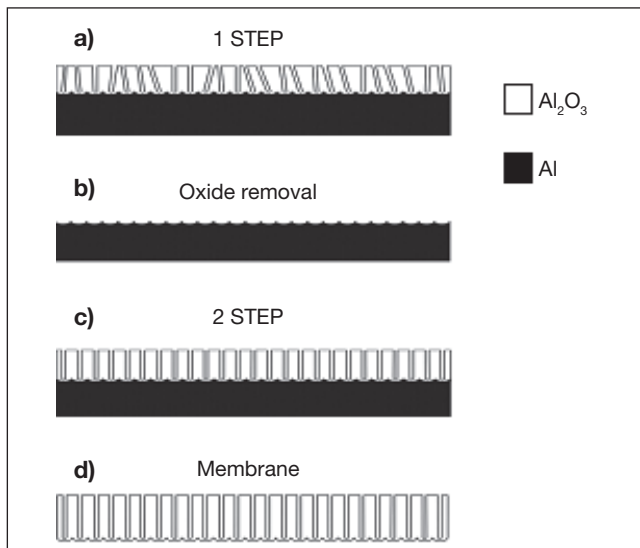 a) 1 STEP
Al₂O₃
Al
b) Oxide removal
c) 2 STEP
d) Membrane